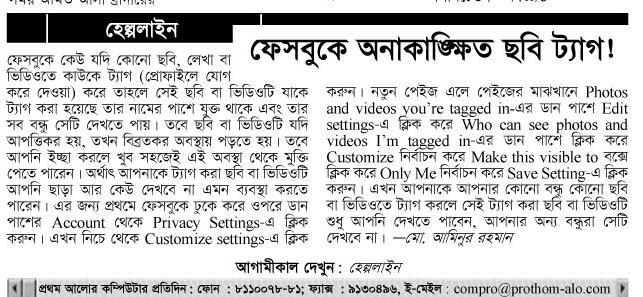 হেল্পলাইন
ফেসবুকে অনাকাঙ্ক্ষিত ছবি ট্যাগ!
ফেসবুকে কেউ যদি কোনো ছবি, লেখা বা
ভিডিওতে কাউকে ট্যাগ (প্রোফাইলে যোগ
করে দেওয়া) করে তাহলে সেই ছবি বা ভিডিওটি যাকে
ট্যাগ করা হয়েছে তার নামের পাশে যুক্ত থাকে এবং তার
সব বন্ধু সেটি দেখতে পায়। তবে ছবি বা ভিডিওটি যদি
আপত্তিকর হয়, তখন বিব্রতকর অবস্থায় পড়তে হয়। তবে
আপনি ইচ্ছা করলে খুব সহজেই এই অবস্থা থেকে মুক্তি
পেতে পারেন। অর্থাৎ আপনাকে ট্যাগ করা ছবি বা ভিডিওটি
আপনি ছাড়া আর কেউ দেখবে না এমন ব্যবস্থা করতে
পারেন। এর জন্য প্রথমে ফেসবুকে ঢুকে করে ওপরে ডান
পাশের Account থেকে Privacy Settings-এ ক্লিক
করুন। এখন নিচে থেকে Customize settings-এ ক্লিক
করুন। নতুন পেইজ এলে পেইজের মাঝখানে Photos
and videos you're tagged in-এর ডান পাশে Edit
settings-এ ক্লিক করে Who can see photos and
videos I'm tagged in-এর ডান পাশে ক্লিক করে
Customize নির্বাচন করে Make this visible to বক্সে
ক্লিক করে Only Me নির্বাচন করে Save Setting-এ ক্লিক
করুন। এখন আপনাকে আপনার কোনো বন্ধু কোনো ছবি
বা ভিডিওতে ট্যাগ করলে সেই ট্যাগ করা ছবি বা ভিডিওটি
শুধু আপনি দেখতে পাবেন, আপনার অন্য বন্ধুরা সেটি
দেখবে না। —মো. আমিনুর রহমান
আগামীকাল দেখুন : হেল্পলাইন
প্রথম আলোর কম্পিউটার প্রতিদিন : ফোন : ৮১১০০৭৮-৮১; ফ্যাক্স : ৯১৩০৪৯৬, ই-মেইল : compro@prothom-alo.com